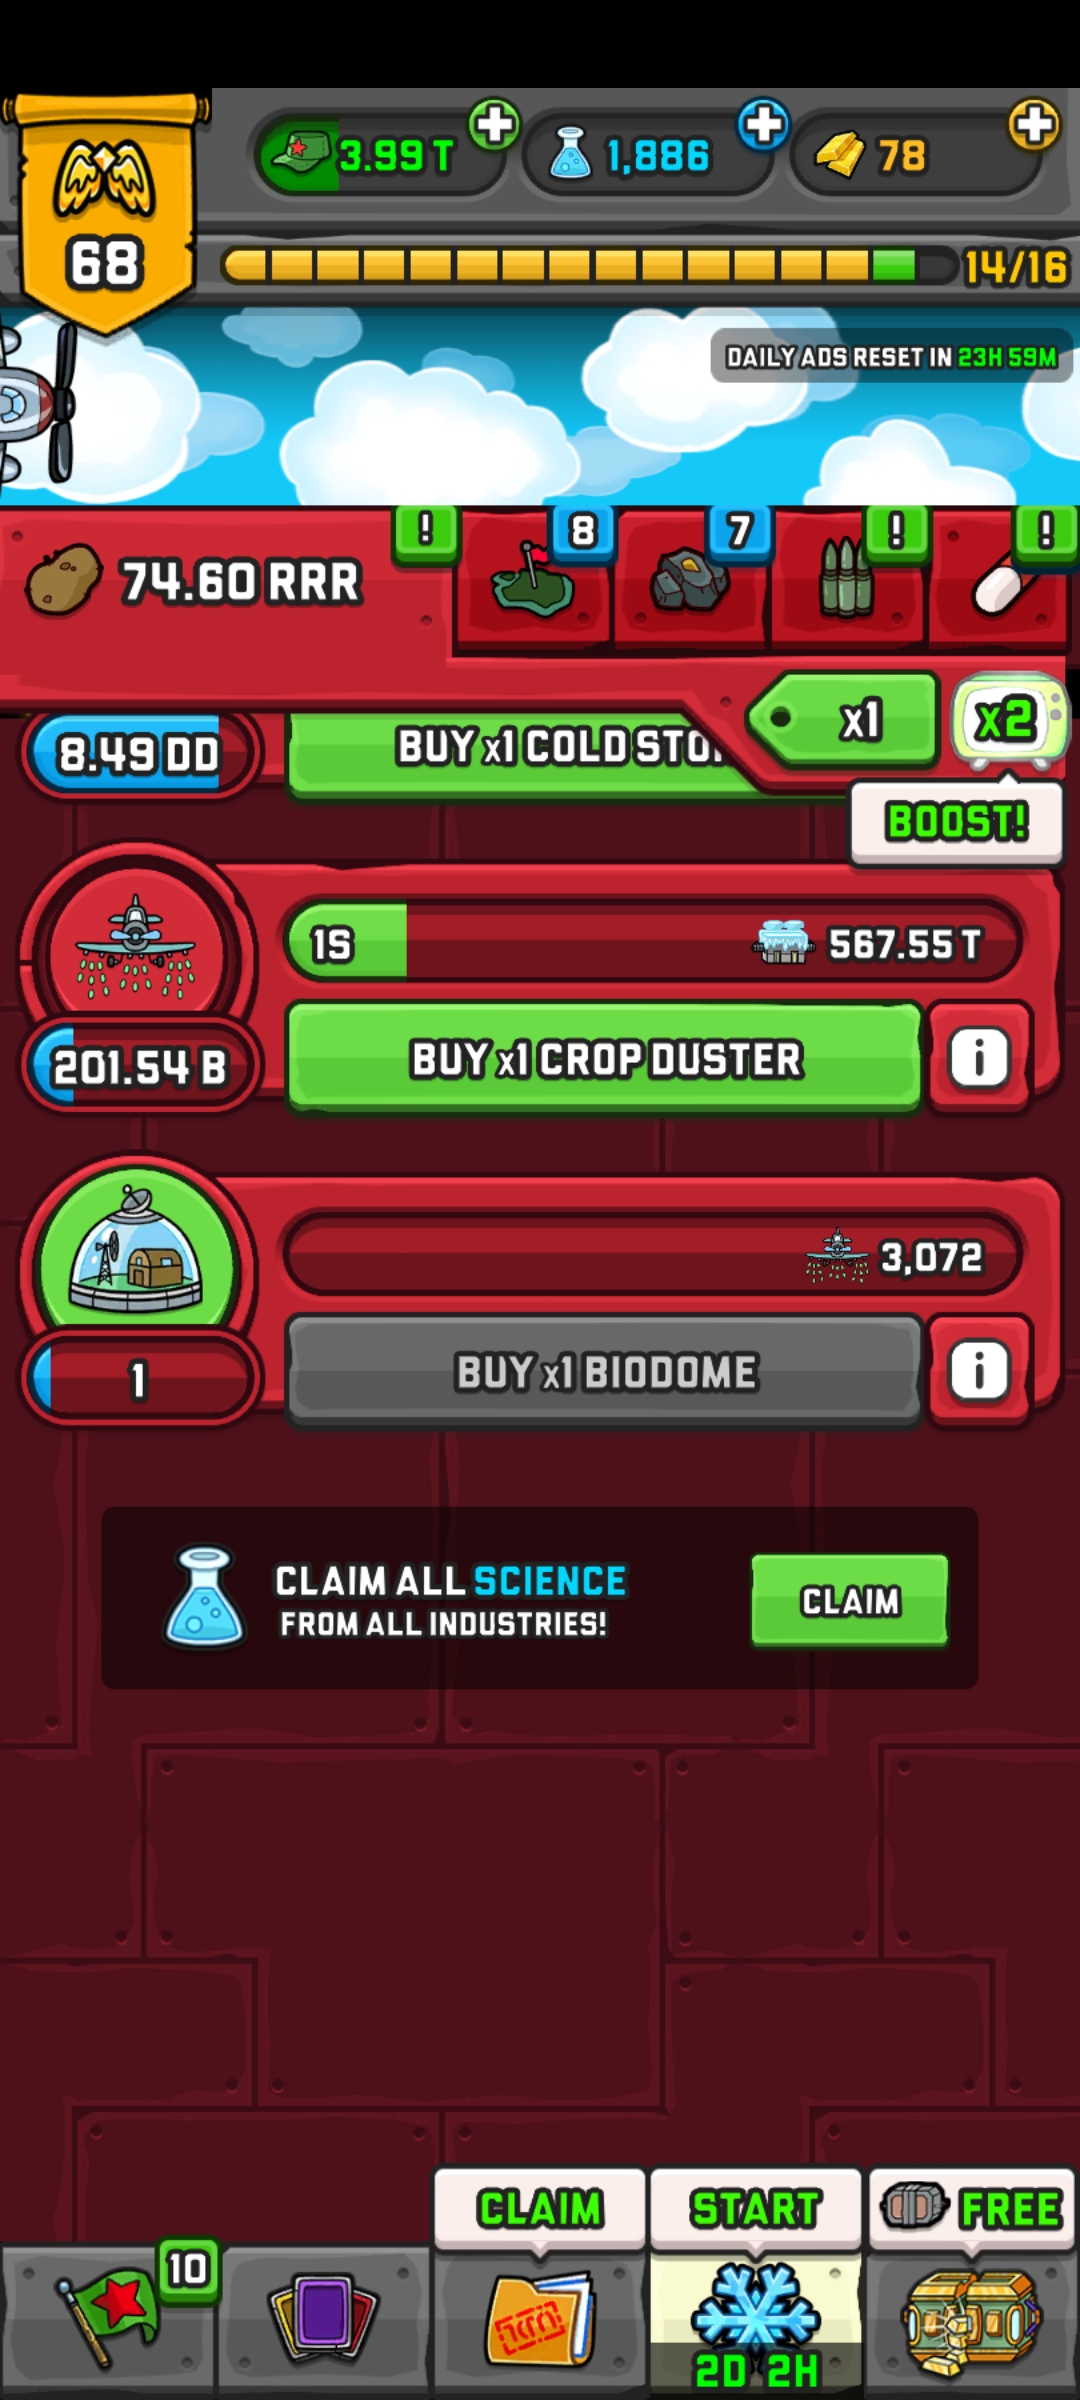 3.99 T
1,886
78
68
14/16
DAILY ADS RESET IN 23H 59M
74.60 RRR
!
8
7
!
!
x1
x2
BOOST!
8.49 DD
BUY x1 COLD STO
1S
567.55 T
201.54 B
BUY x1 CROP DUSTER
i
3,072
1
BUY x1 BIODOME
i
CLAIM ALL SCIENCE
FROM ALL INDUSTRIES!
CLAIM
CLAIM
START
FREE
10
2D 2H